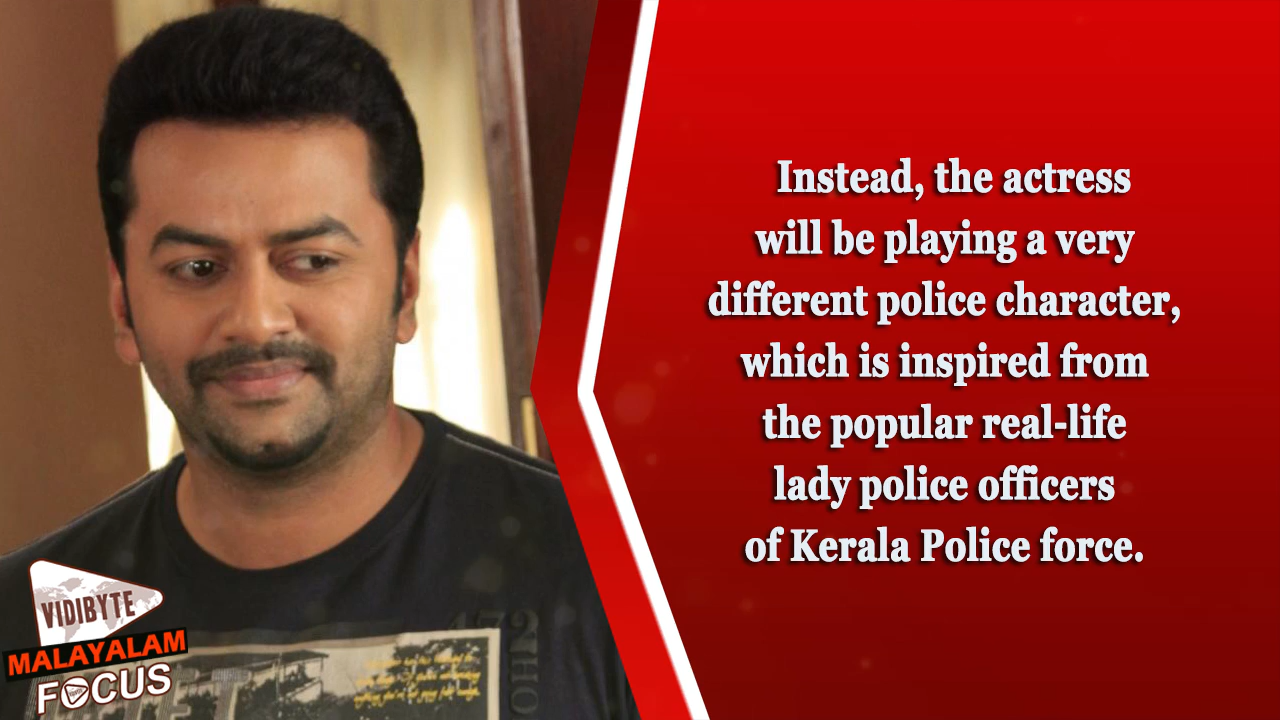 Instead, the actress
will be playing a very
different police character,
which is inspired from
the popular real-life
lady police officers
of Kerala Police force.
VIDIBYTE
MALAYALAM
FOCUS
OH2